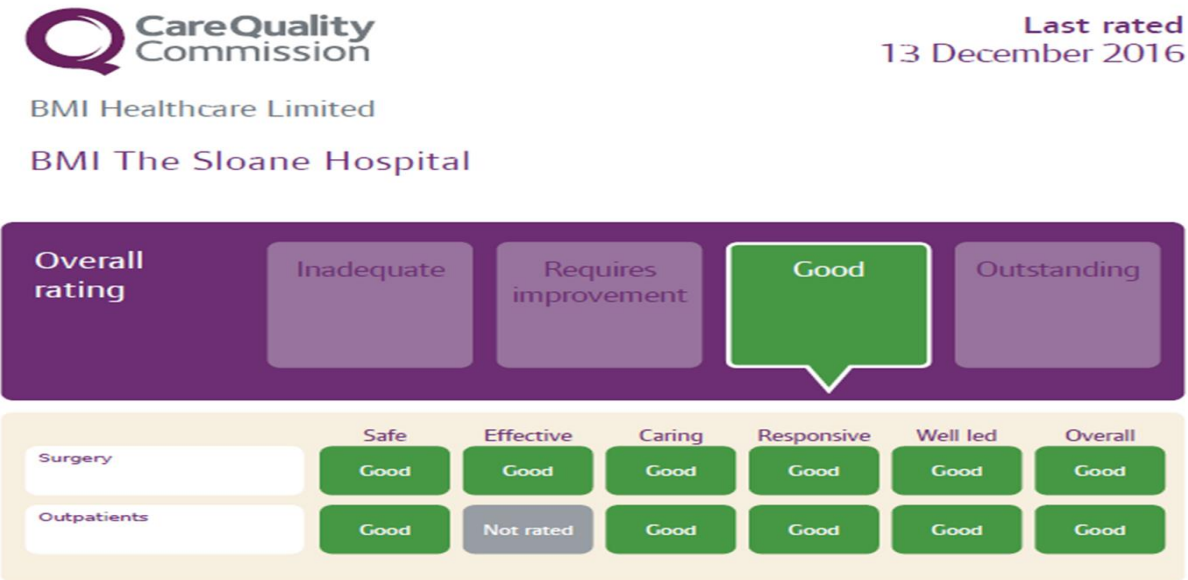 CareQuality
Commission
Last rated
13 December 2016
BMI Healthcare Limited
BMI The Sloane Hospital
Overall
rating
Inadequate
Requires
improvement
Good
Outstanding
Safe Effective Caring Responsive Well led Overall
Surgery Good Good Good Good Good Good
Outpatients Good Not rated Good Good Good Good